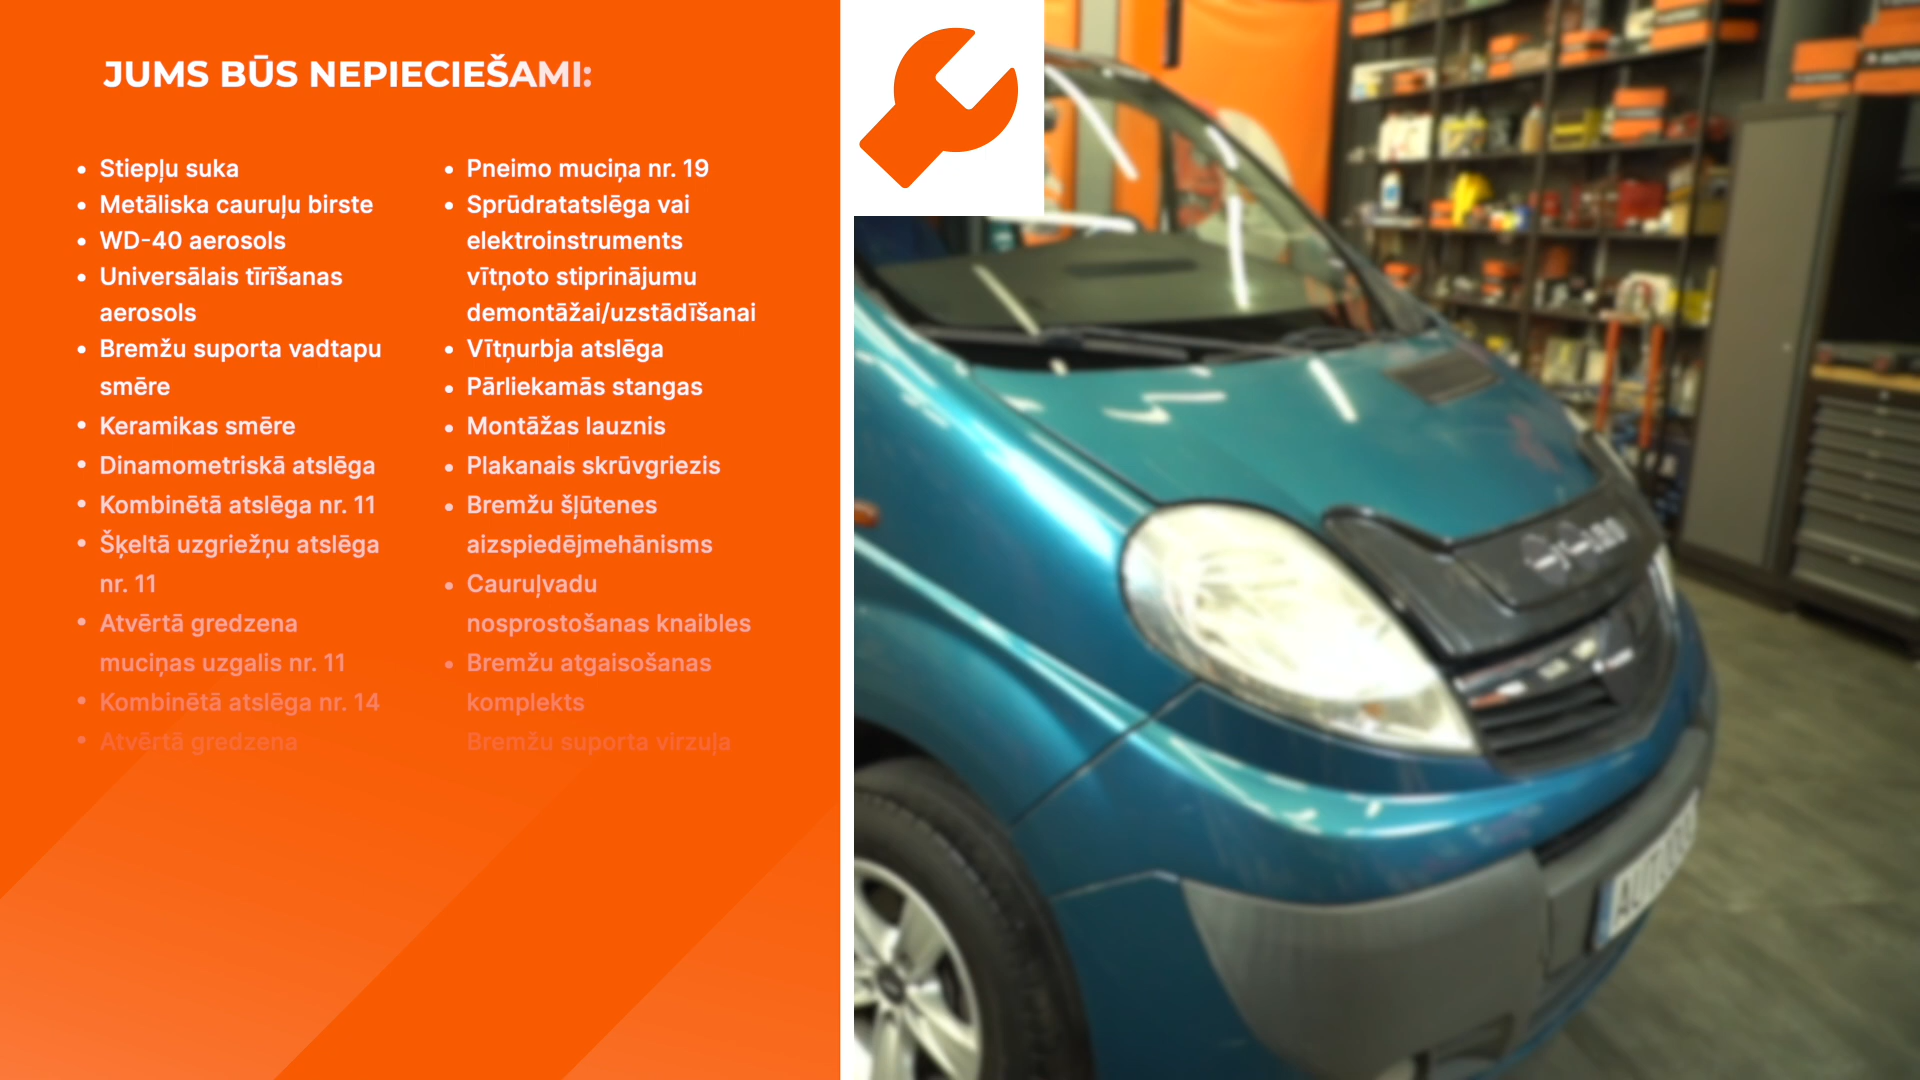 JUMS BŪS NEPIECIEŠAMI:
Stiepļu suka
Metāliska cauruļu birste
WD-40 aerosols
Universālais tīrīšanas
aerosols
Bremžu suporta vadtapu
smēre
Keramikas smēre
Dinamometriskā atslēga
Kombinētā atslēga nr. 11
Šķeltā uzgriežņu atslēga
nr. 11
Atvērtā gredzena
muciņas uzgalis nr. 11
Kombinētā atslēga nr. 14
Atvērtā gredzena
Pneimo muciņa nr. 19
Sprūdratatslēga vai
elektroinstruments
vītņoto stiprinājumu
demontāžai/uzstādīšanai
Vītņurbja atslēga
Pārliekamās stangas
Montāžas lauznis
Plakanais skrūvgriezis
Bremžu šļūtenes
aizspiedējmehānisms
Cauruļvadu
nosprostošanas knaibles
Bremžu atgaisošanas
komplekts
Bremžu suporta virzuļa